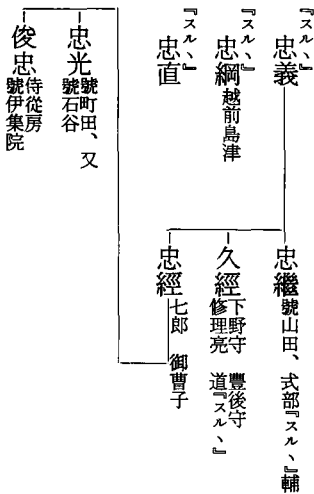 『スル、』
忠義
『スル、』
忠綱 越前島津
『スル、』
忠直
忠繼 號山田、式部『スル、』輔
久經 下野守 豐後守
修理亮 道『スル、』
忠經 七郎 御曹子
忠光 號町田、又
號石谷
俊忠 侍從房
號伊集院